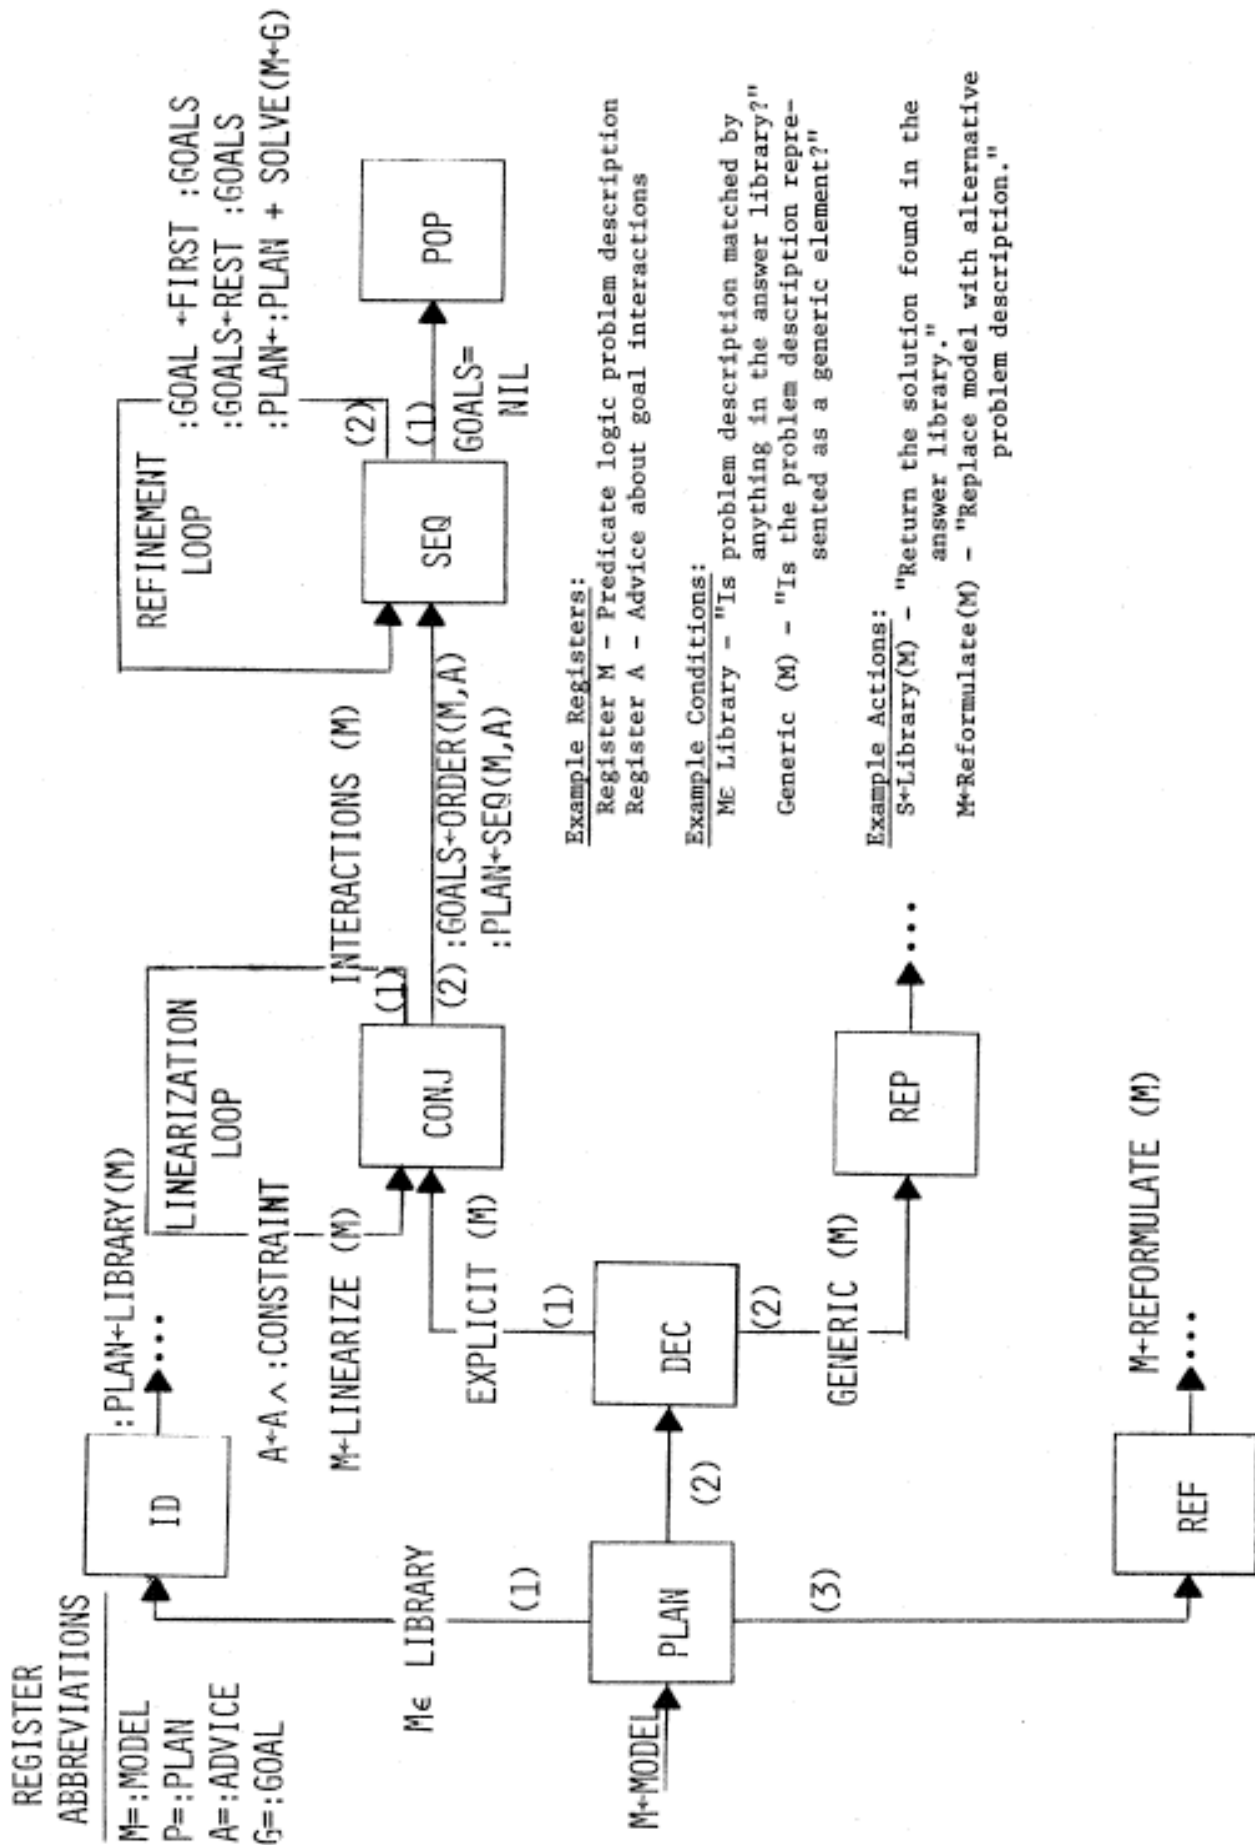 REGISTER
ABBREVIATIONS
M=:MODEL
P=:PLAN
A=:ADVICE
G=:GOAL
M←MODEL
PLAN
(1)
Mϵ LIBRARY
ID
:PLAN←LIBRARY(M)
...
(2)
DEC
(3)
REF
M←REFORMULATE (M)
...
(1)
EXPLICIT (M)
(2)
GENERIC (M)
REP
...
CONJ
LINEARIZATION
LOOP
A←A∧:CONSTRAINT
M←LINEARIZE (M)
(1)
INTERACTIONS (M)
(2):GOALS←ORDER(M,A)
:PLAN←SEQ(M,A)
SEQ
REFINEMENT
LOOP
(2)
:GOAL ←FIRST :GOALS
:GOALS←REST :GOALS
:PLAN←:PLAN + SOLVE(M←G)
(1)
GOALS=
NIL
POP
Example Registers:
Register M - Predicate logic problem description
Register A - Advice about goal interactions
Example Conditions:
Mε Library - "Is problem description matched by
anything in the answer library?"
Generic (M) - "Is the problem description repre-
sented as a generic element?"
Example Actions:
S←Library(M) - "Return the solution found in the
answer library."
M←Reformulate(M) - "Replace model with alternative
problem description."